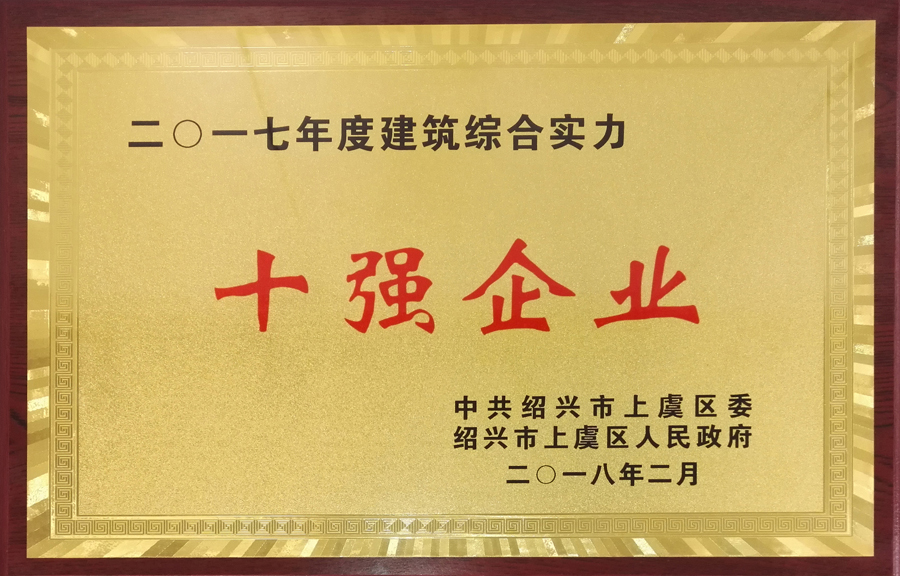 二〇一七年度建筑综合实力
十强企业
中共绍兴市上虞区委
绍兴市上虞区人民政府
二〇一八年二月